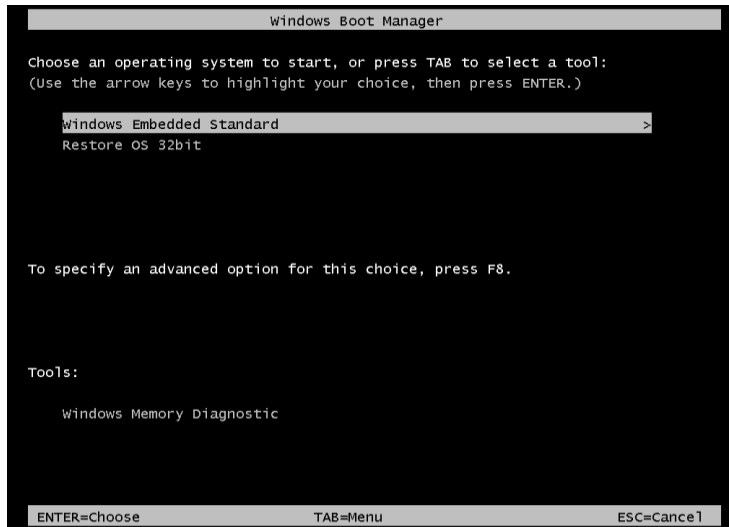 Windows Boot Manager
Choose an operating system to start, or press TAB to select a tool:
(Use the arrow keys to highlight your choice, then press ENTER.)
Windows Embedded Standard >
Restore OS 32bit
To specify an advanced option for this choice, press F8.
Tools:
Windows Memory Diagnostic
ENTER=Choose TAB=Menu ESC=Cancel